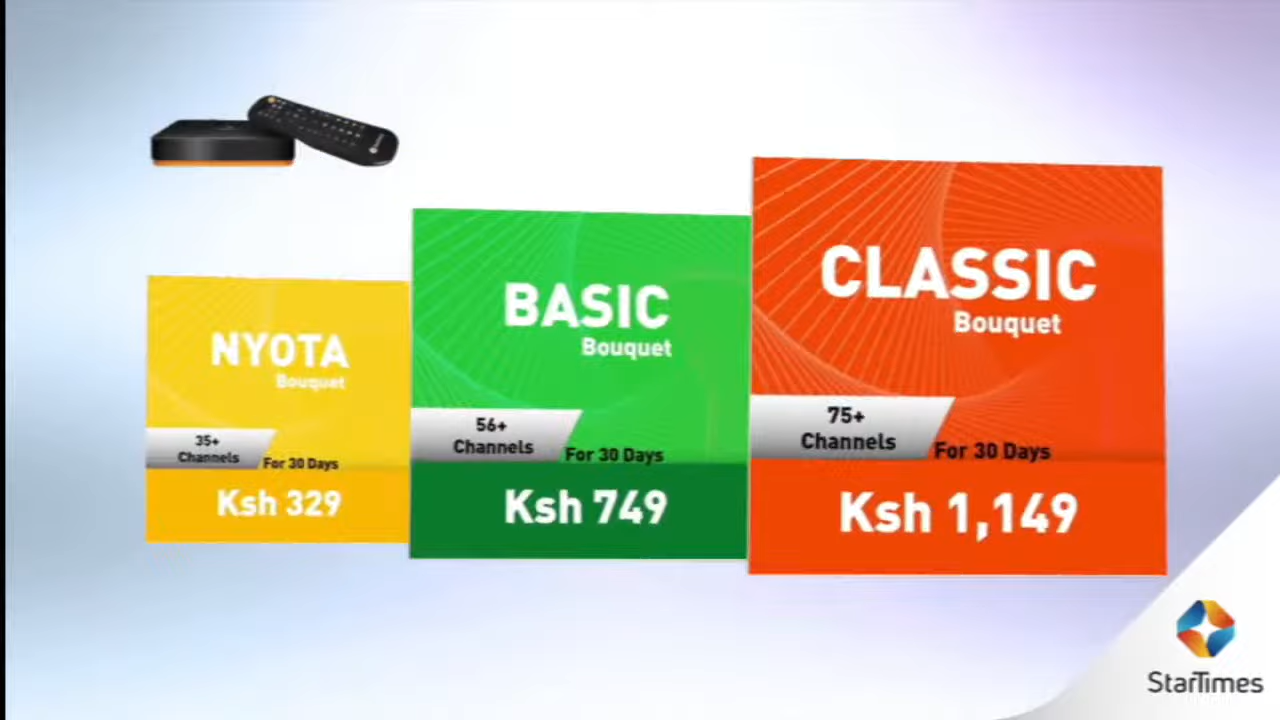 NYOTA
Bouquet
35+
Channels
For 30 Days
Ksh 329
BASIC
Bouquet
56+
Channels
For 30 Days
Ksh 749
CLASSIC
Bouquet
75+
Channels
For 30 Days
Ksh 1,149
StarTimes